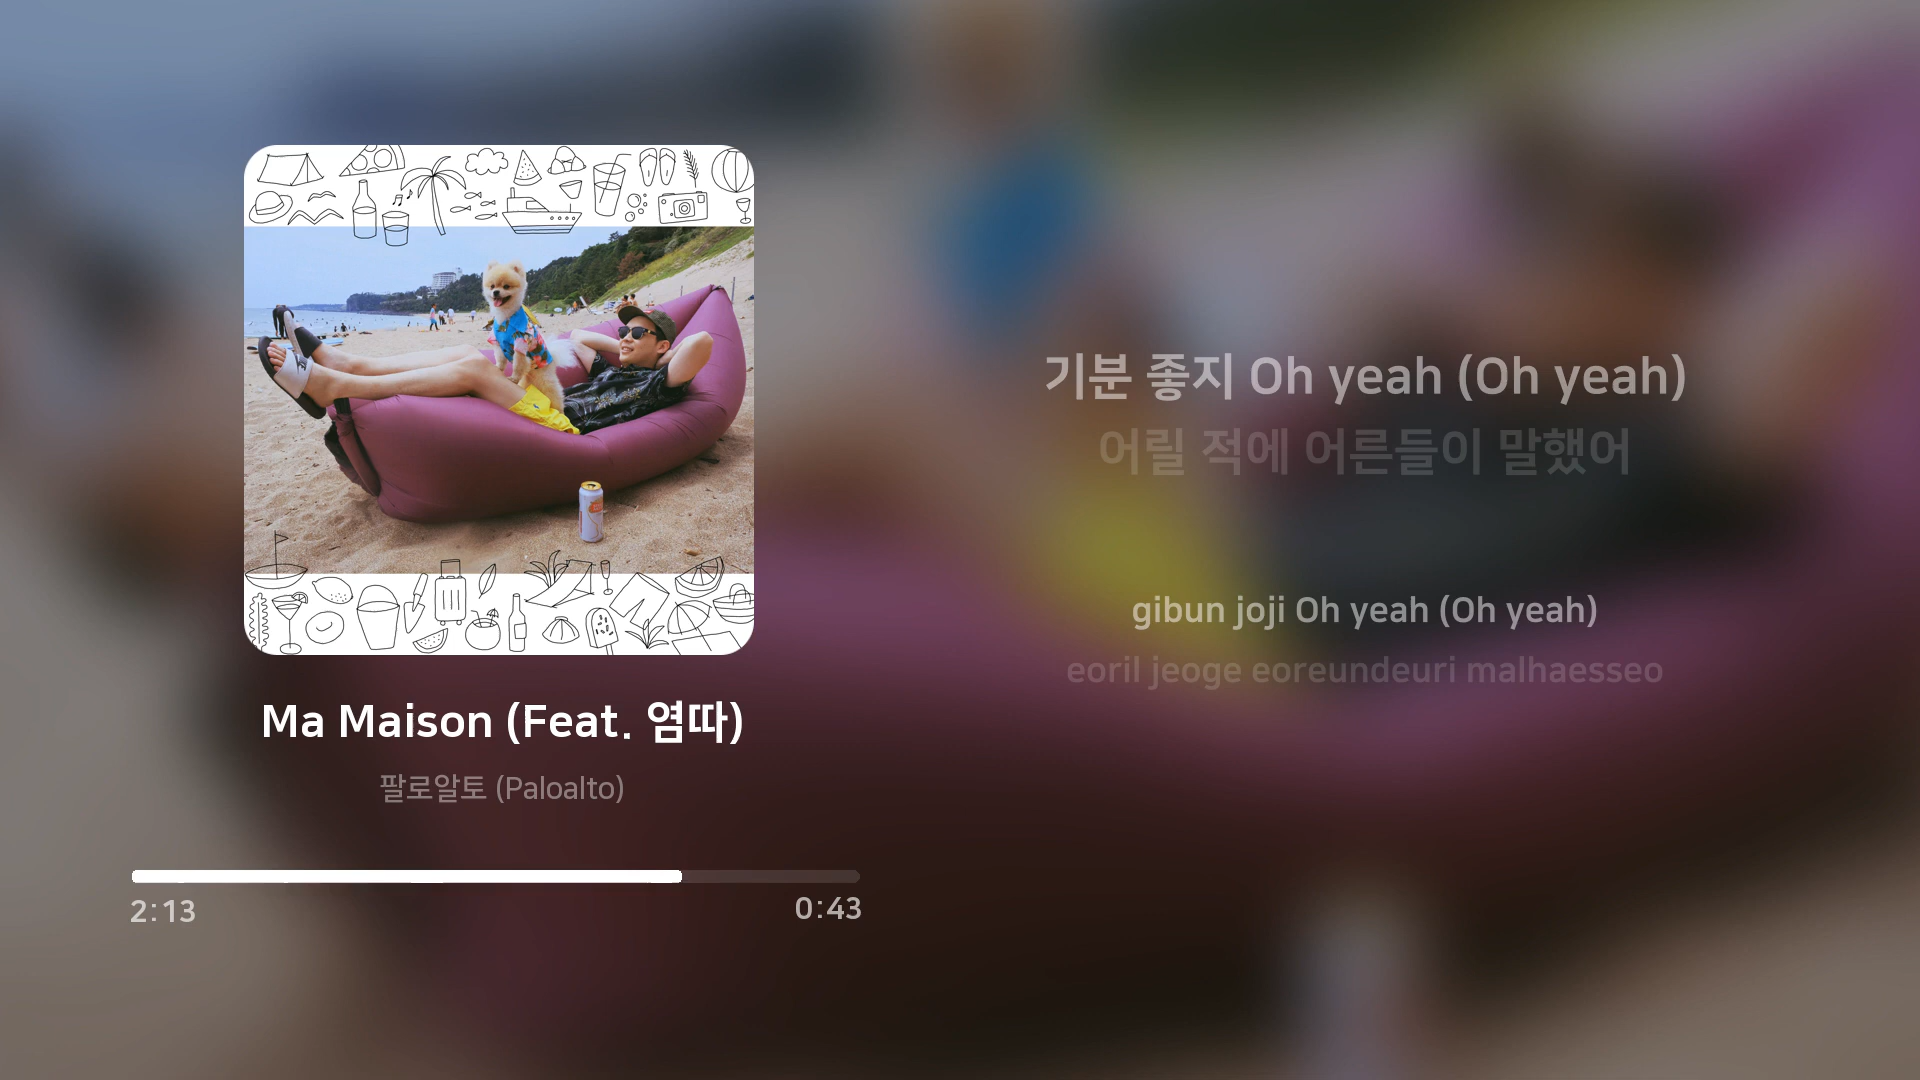 Ma Maison (Feat. 염따)
팔로알토 (Paloalto)
2:13
0:43
기분 좋지 Oh yeah (Oh yeah)
어릴 적에 어른들이 말했어
gibun joji Oh yeah (Oh yeah)
eoril jeoge eoreundeuri malhaesseo